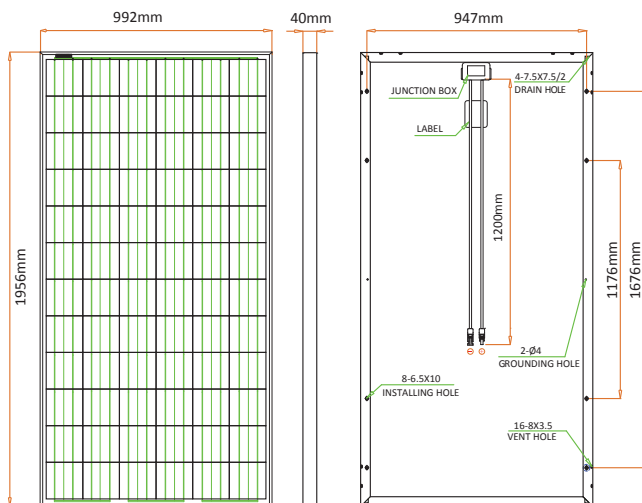 992mm
40mm
947mm
4-7.5X7.5/2
DRAIN HOLE
JUNCTION BOX
LABEL
1956mm
1200mm
1176mm
1676mm
2-Ø4
GROUNDING HOLE
8-6.5X10
INSTALLING HOLE
16-8X3.5
VENT HOLE